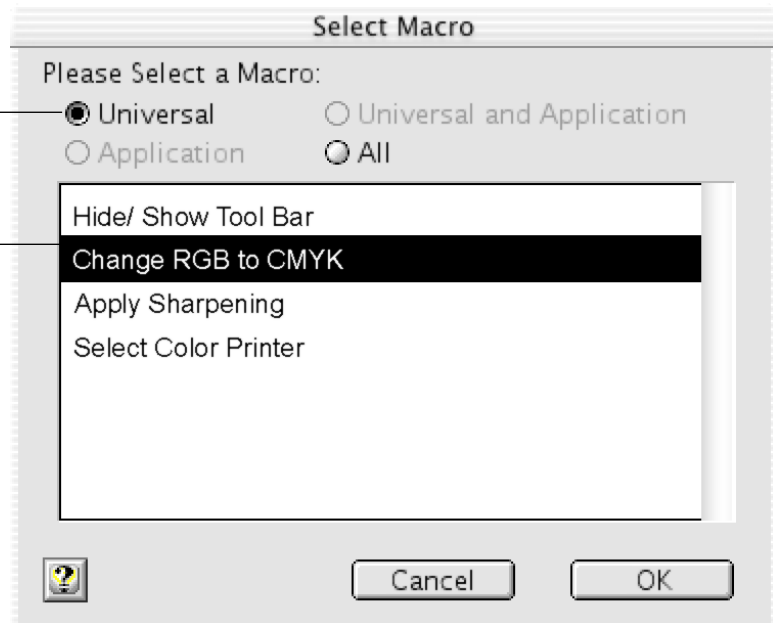 Select Macro
Please Select a Macro:
Universal
Universal and Application
Application
All
Hide/ Show Tool Bar
Change RGB to CMYK
Apply Sharpening
Select Color Printer
?
Cancel
OK